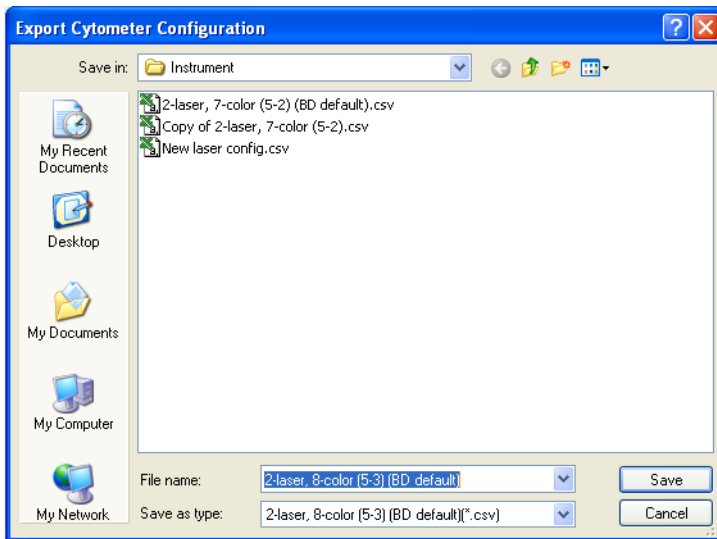 Export Cytometer Configuration
Save in:
Instrument
2-laser, 7-color (5-2) (BD default).csv
Copy of 2-laser, 7-color (5-2).csv
New laser config.csv
My Recent
Documents
Desktop
My Documents
My Computer
My Network
File name:
2-laser, 8-color (5-3) (BD default)
Save
Save as type:
2-laser, 8-color (5-3) (BD default)(*.csv)
Cancel